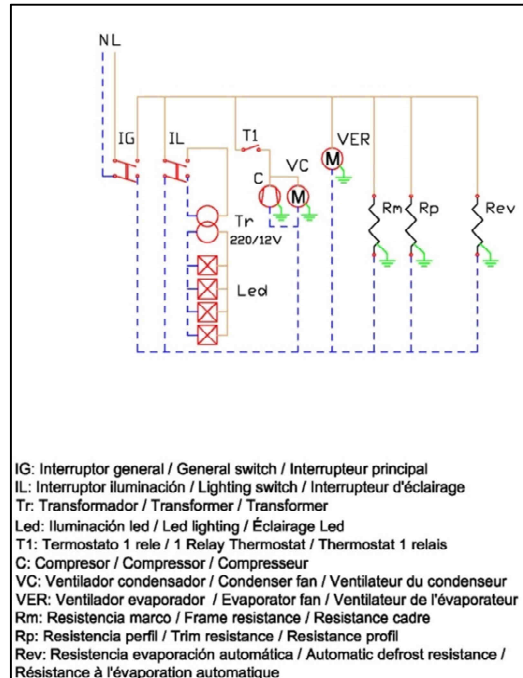 NL
IG
IL
T1
VER
M
VC
C
M
Tr
220/12V
Led
Rm
Rp
Rev
IG: Interruptor general / General switch / Interrupteur principal
IL: Interruptor iluminación / Lighting switch / Interrupteur d'éclairage
Tr: Transformador / Transformer / Transformer
Led: Iluminación led / Led lighting / Éclairage Led
T1: Termostato 1 rele / 1 Relay Thermostat / Thermostat 1 relais
C: Compresor / Compressor / Compresseur
VC: Ventilador condensador / Condenser fan / Ventilateur du condenseur
VER: Ventilador evaporador / Evaporator fan / Ventilateur de l'évaporateur
Rm: Resistencia marco / Frame resistance / Resistance cadre
Rp: Resistencia perfil / Trim resistance / Resistance profil
Rev: Resistencia evaporación automática / Automatic defrost resistance /
Résistance à l'évaporation automatique